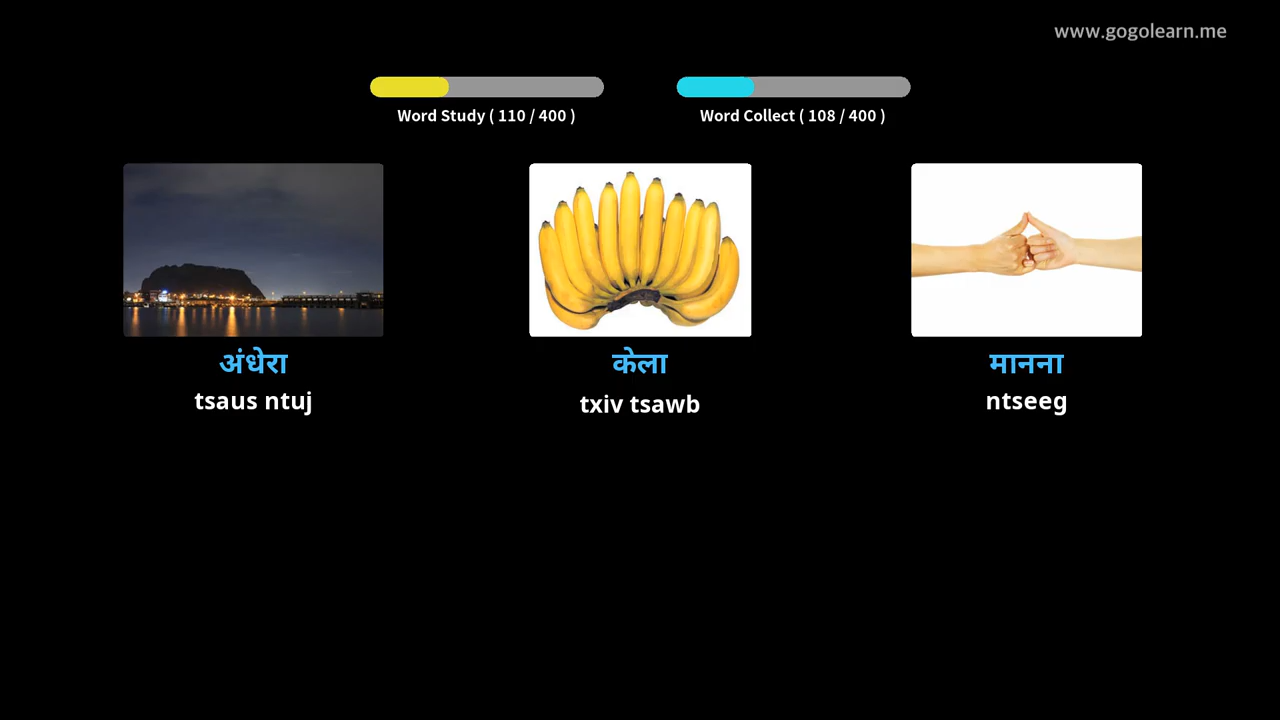 www.gogolearn.me
Word Study ( 110 / 400 )
Word Collect ( 108 / 400 )
अंधेरा
tsaus ntuj
केला
txiv tsawb
मानना
ntseeg